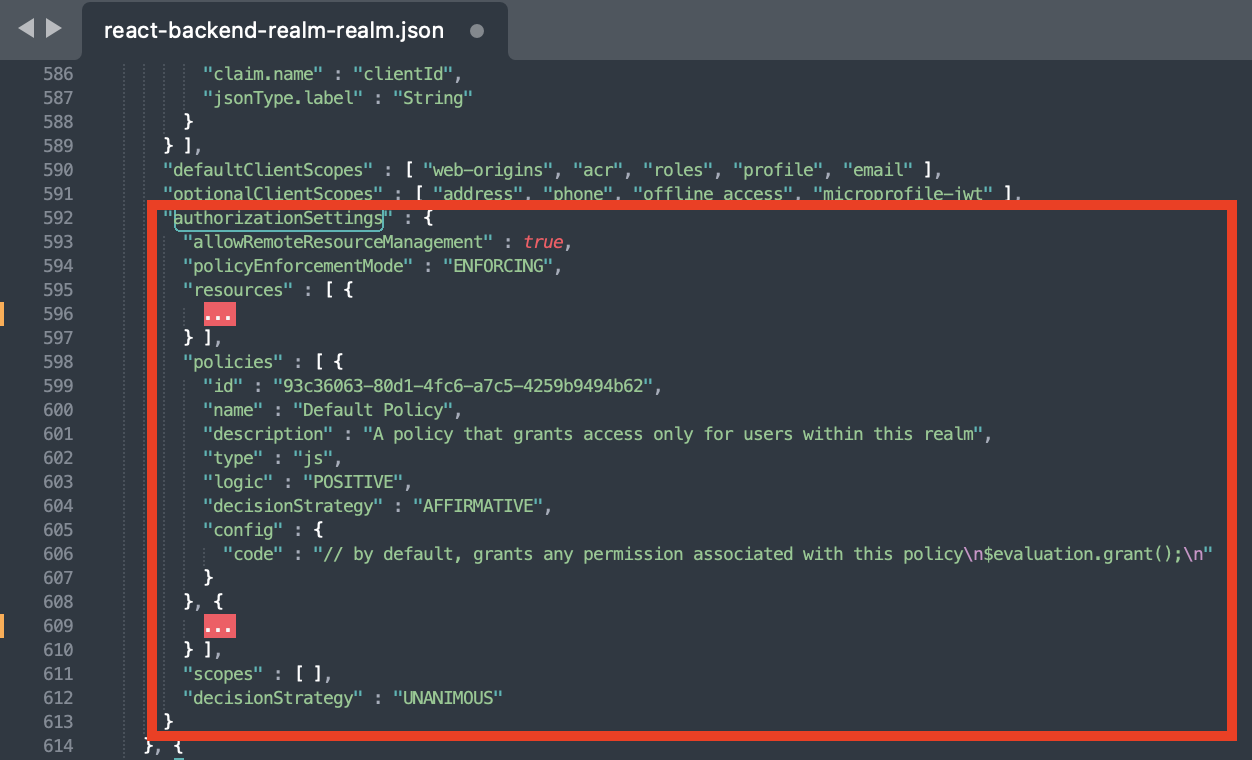 react-backend-realm-realm.json
586 "claim.name" : "clientId",
587 "jsonType.label" : "String"
588 }
589 } ],
590 "defaultClientScopes" : [ "web-origins", "acr", "roles", "profile", "email" ],
591 "optionalClientScopes" : [ "address", "phone", "offline_access", "microprofile-jwt" ],
592 "authorizationSettings" : {
593 "allowRemoteResourceManagement" : true,
594 "policyEnforcementMode" : "ENFORCING",
595 "resources" : [ {
596 ...
597 } ],
598 "policies" : [ {
599 "id" : "93c36063-80d1-4fc6-a7c5-4259b9494b62",
600 "name" : "Default Policy",
601 "description" : "A policy that grants access only for users within this realm",
602 "type" : "js",
603 "logic" : "POSITIVE",
604 "decisionStrategy" : "AFFIRMATIVE",
605 "config" : {
606 "code" : "// by default, grants any permission associated with this policy\n$evaluation.grant();\n"
607 }
608 }, {
609 ...
610 } ],
611 "scopes" : [ ],
612 "decisionStrategy" : "UNANIMOUS"
613 }
614 }, {